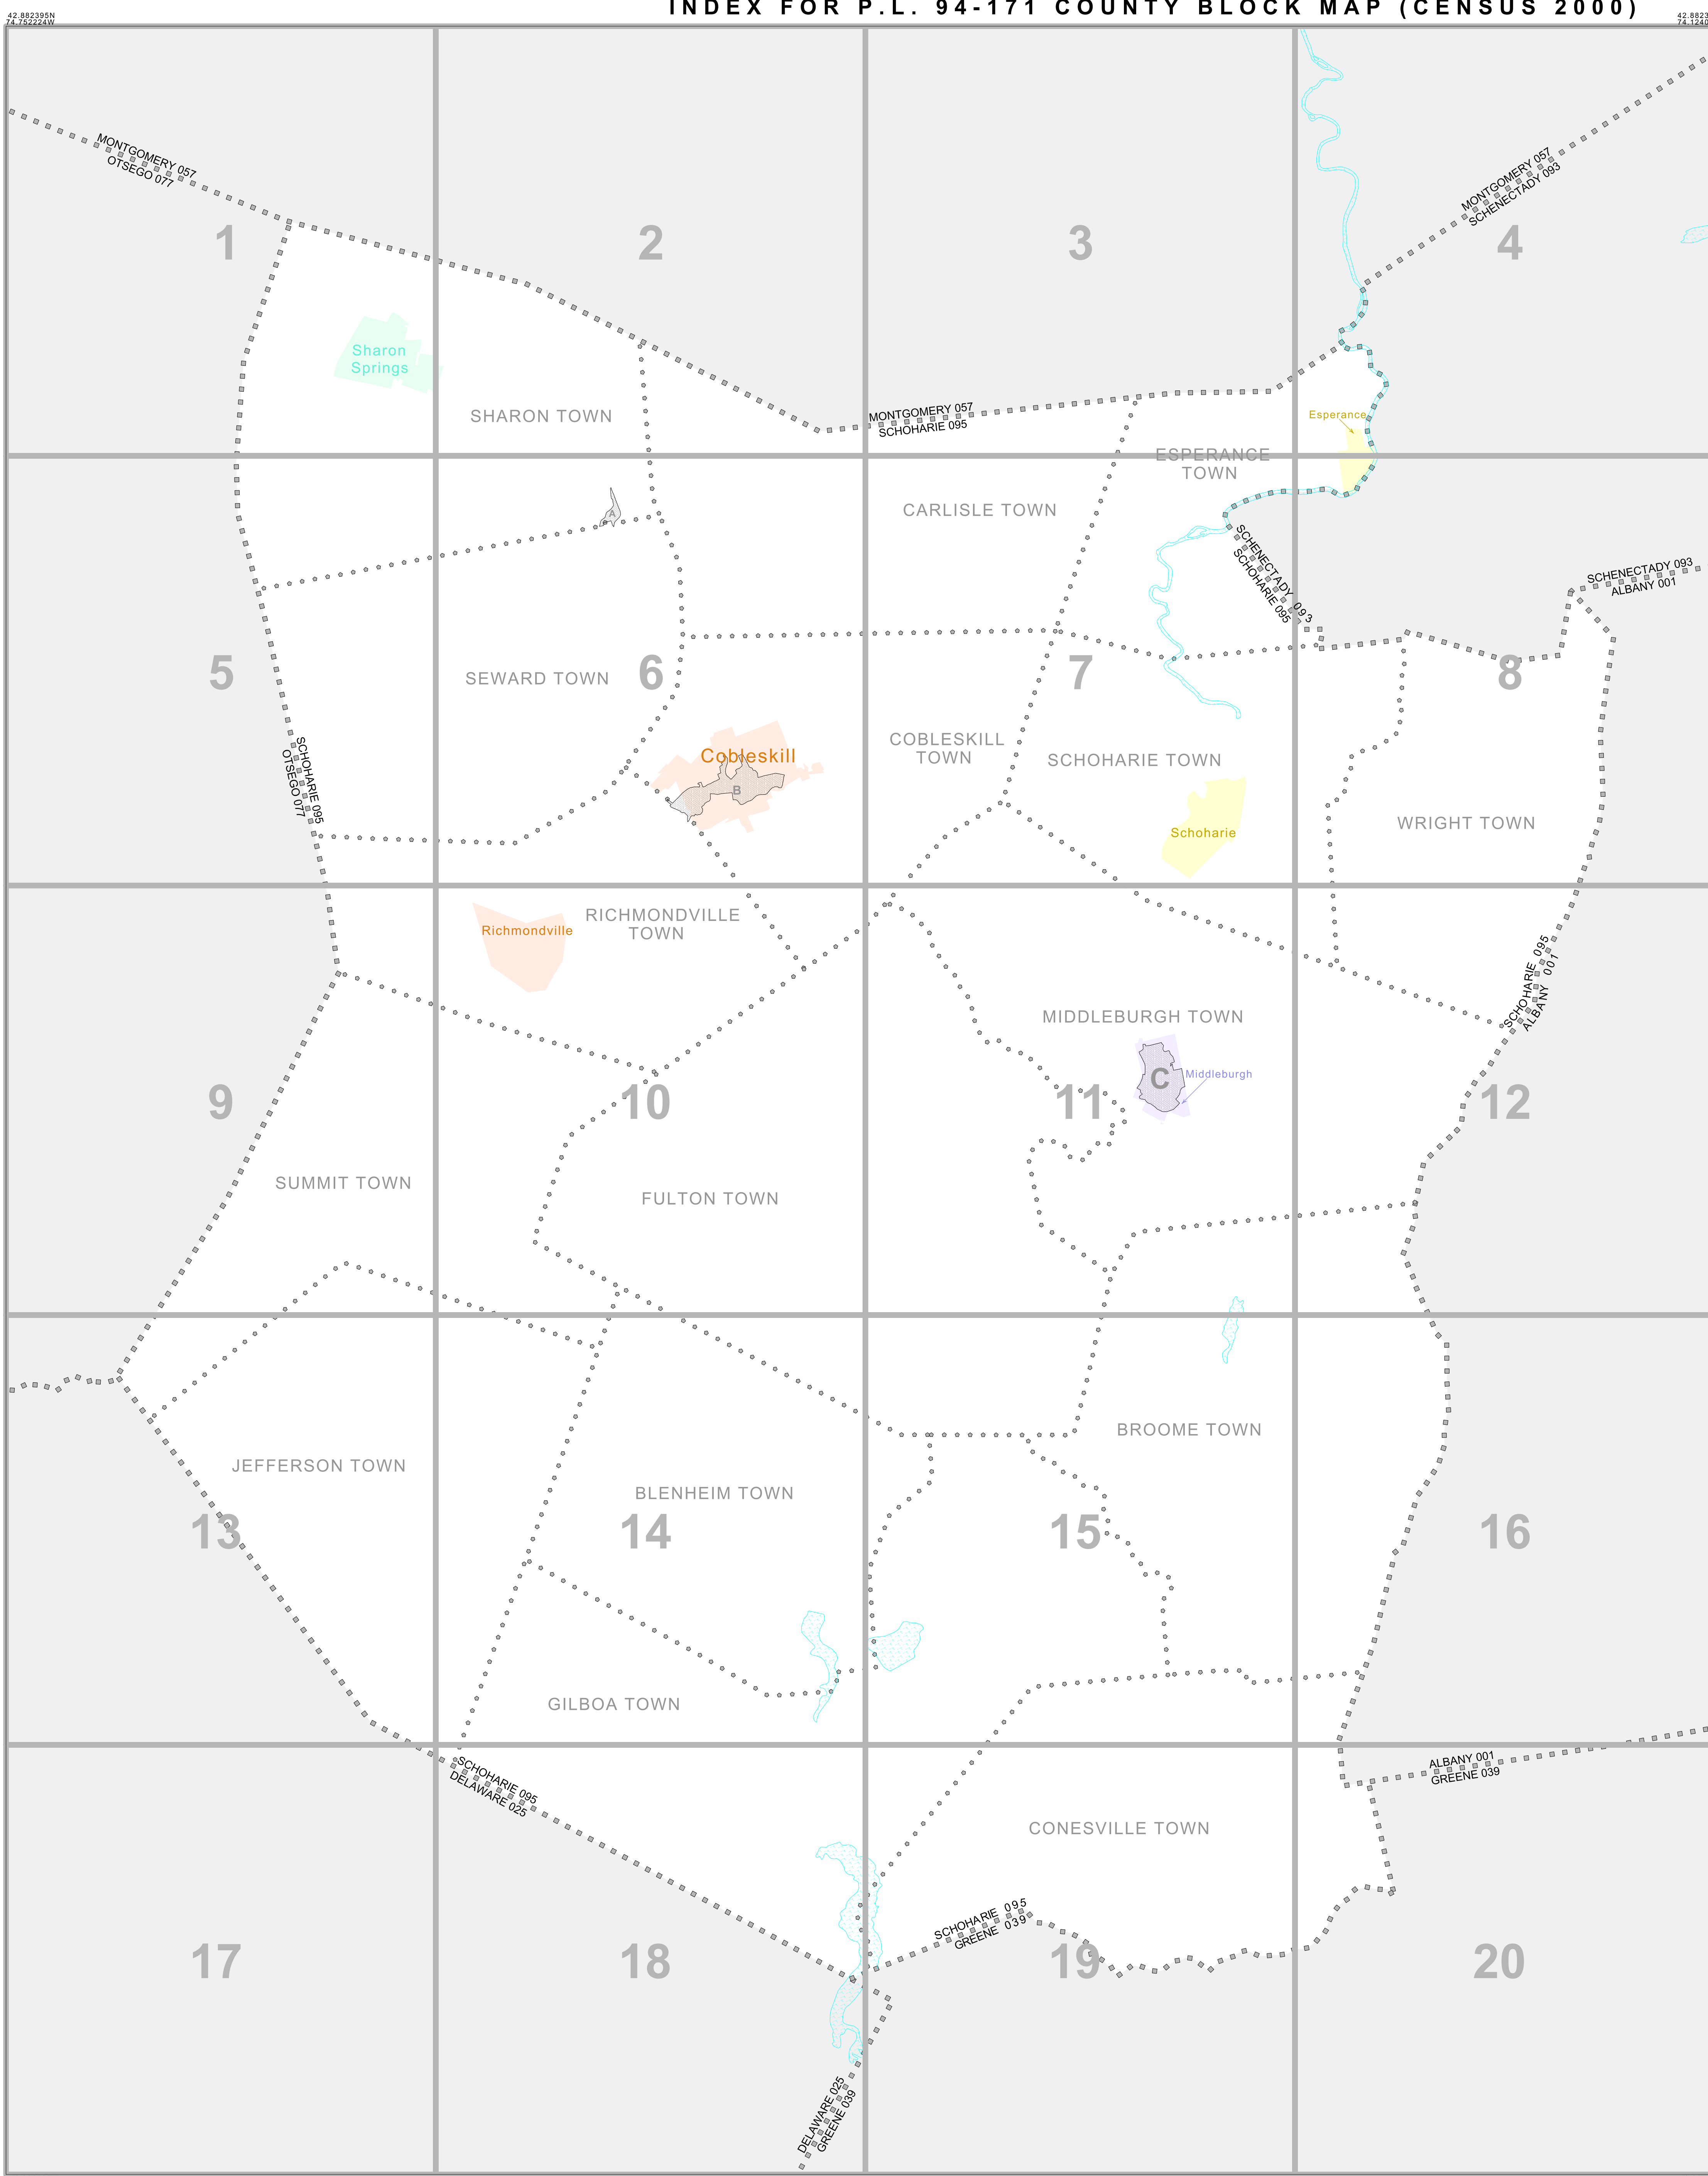 INDEX FOR P.L. 94-171 COUNTY BLOCK MAP (CENSUS 2000)
42.882395N
74.752224W
42.8823
74.1240
MONTGOMERY 057
OTSEGO 077
MONTGOMERY 057
SCHENECTADY 093
1
2
3
4
Sharon
Springs
SHARON TOWN
MONTGOMERY 057
SCHOHARIE 095
Esperance
ESPERANCE
TOWN
CARLISLE TOWN
A
SCHENECTADY 093
SCHOHARIE 095
SCHENECTADY 093
ALBANY 001
5
SEWARD TOWN
6
7
8
SCHOHARIE 095
OTSEGO 077
Cobleskill
B
COBLESKILL
TOWN
SCHOHARIE TOWN
Schoharie
WRIGHT TOWN
Richmondville
RICHMONDVILLE
TOWN
SCHOHARIE 095
ALBANY 001
MIDDLEBURGH TOWN
C
Middleburgh
9
10
11
12
SUMMIT TOWN
FULTON TOWN
BROOME TOWN
JEFFERSON TOWN
BLENHEIM TOWN
13
14
15
16
GILBOA TOWN
SCHOHARIE 095
DELAWARE 025
ALBANY 001
GREENE 039
CONESVILLE TOWN
SCHOHARIE 095
GREENE 039
17
18
19
20
DELAWARE 025
GREENE 039